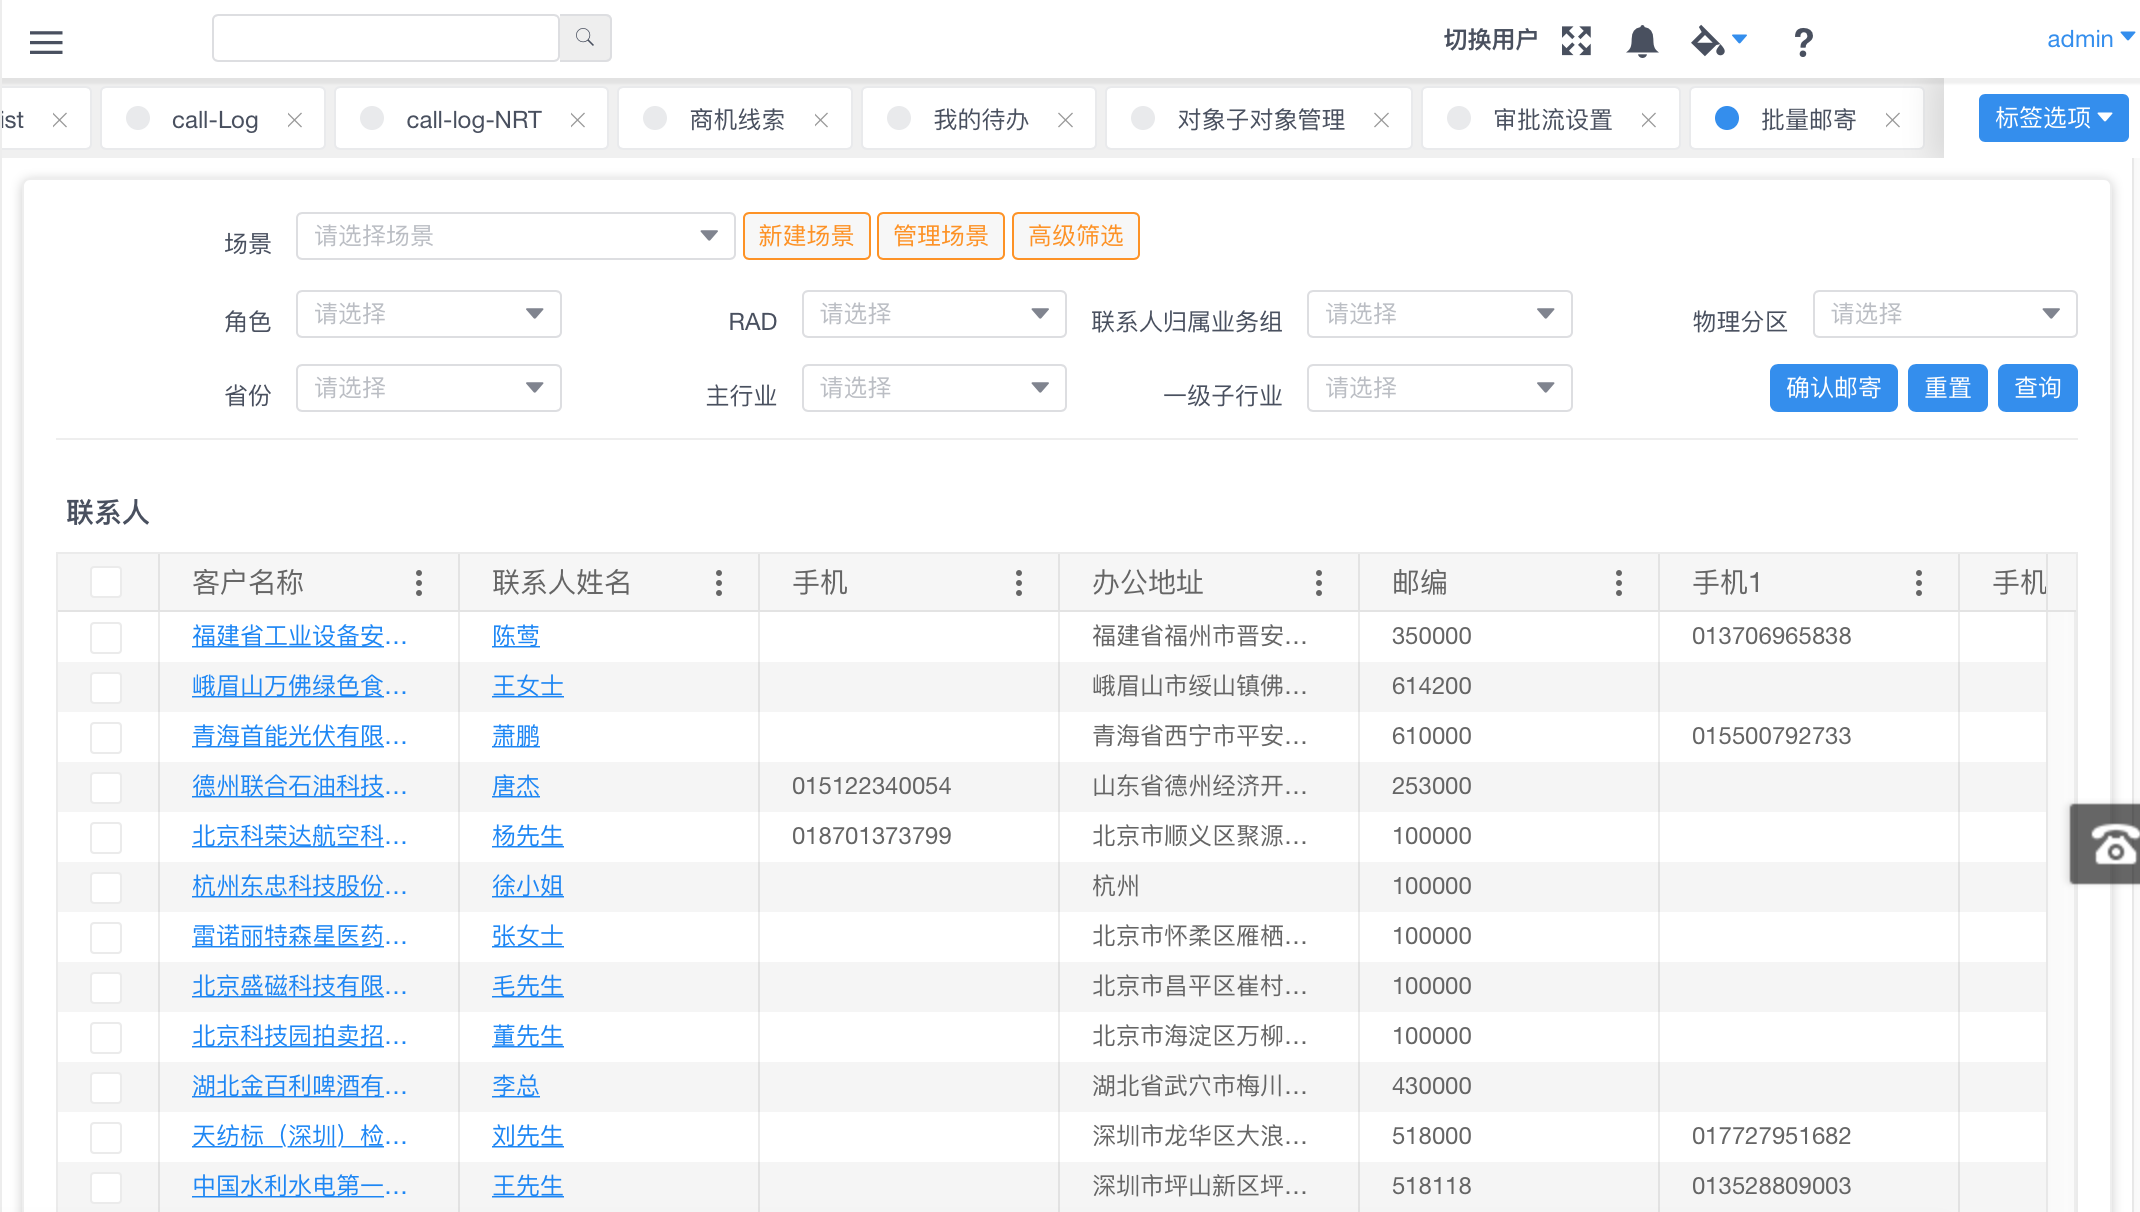 切换用户 ? admin
ist × call-Log × call-log-NRT × 商机线索 × 我的待办 × 对象子对象管理 × 审批流设置 × 批量邮寄 × 标签选项
场景 请选择场景 新建场景 管理场景 高级筛选
角色 请选择 RAD 请选择 联系人归属业务组 请选择 物理分区 请选择
省份 请选择 主行业 请选择 一级子行业 请选择 确认邮寄 重置 查询
联系人
客户名称 联系人姓名 手机 办公地址 邮编 手机1 手机
福建省工业设备安... 陈莺 福建省福州市晋安... 350000 013706965838
峨眉山万佛绿色食... 王女士 峨眉山市绥山镇佛... 614200
青海首能光伏有限... 萧鹏 青海省西宁市平安... 610000 015500792733
德州联合石油科技... 唐杰 015122340054 山东省德州经济开... 253000
北京科荣达航空科... 杨先生 018701373799 北京市顺义区聚源... 100000
杭州东忠科技股份... 徐小姐 杭州 100000
雷诺丽特森星医药... 张女士 北京市怀柔区雁栖... 100000
北京盛磁科技有限... 毛先生 北京市昌平区崔村... 100000
北京科技园拍卖招... 董先生 北京市海淀区万柳... 100000
湖北金百利啤酒有... 李总 湖北省武穴市梅川... 430000
天纺标（深圳）检... 刘先生 深圳市龙华区大浪... 518000 017727951682
中国水利水电第一... 王先生 深圳市坪山新区坪... 518118 013528809003